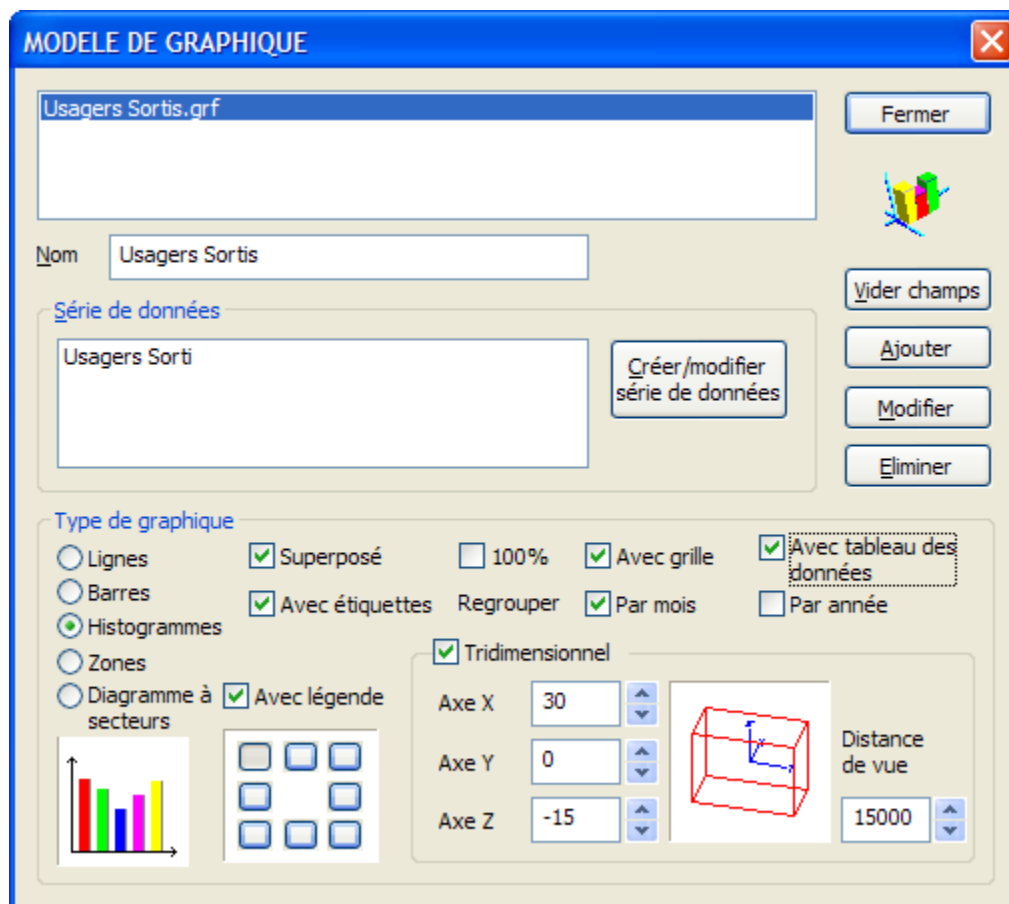 MODELE DE GRAPHIQUE
Usagers Sortis.grf
Fermer
Nom
Usagers Sortis
Vider champs
Série de données
Usagers Sorti
Créer/modifier
série de données
Ajouter
Modifier
Eliminer
Type de graphique
Lignes
Superposé
100%
Avec grille
Avec tableau des
données
Barres
Avec étiquettes
Regrouper
Par mois
Par année
Histogrammes
Zones
Diagramme à
secteurs
Avec légende
Tridimensionnel
Axe X
30
Axe Y
0
Axe Z
-15
Distance
de vue
15000